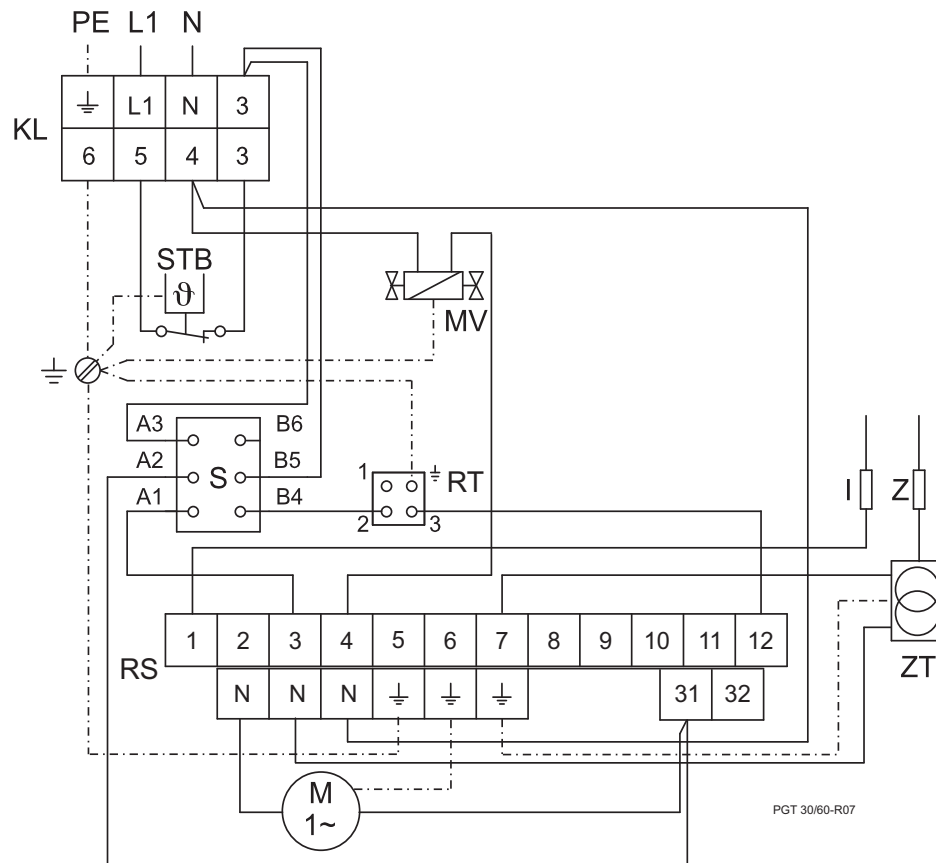 PE L1 N
L1 N 3
KL
6 5 4 3
STB
ϑ
MV
A3 B6
A2 S B5
A1 B4
1 RT
2 3
I Z
1 2 3 4 5 6 7 8 9 10 11 12
RS
ZT
N N N 31 32
M
1~
PGT 30/60-R07